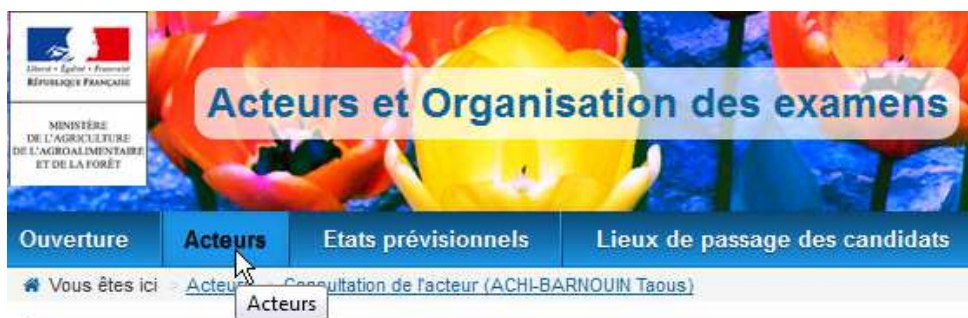 Liberté • Égalité • Fraternité
RÉPUBLIQUE FRANÇAISE
MINISTÈRE
DE L'AGRICULTURE
DE L'AGROALIMENTAIRE
ET DE LA FORÊT
Acteurs et Organisation des examens
Ouverture Acteurs Etats prévisionnels Lieux de passage des candidats
Vous êtes ici Acteurs Consultation de l'acteur (ACHI-BARNOUIN Taous)
Acteurs